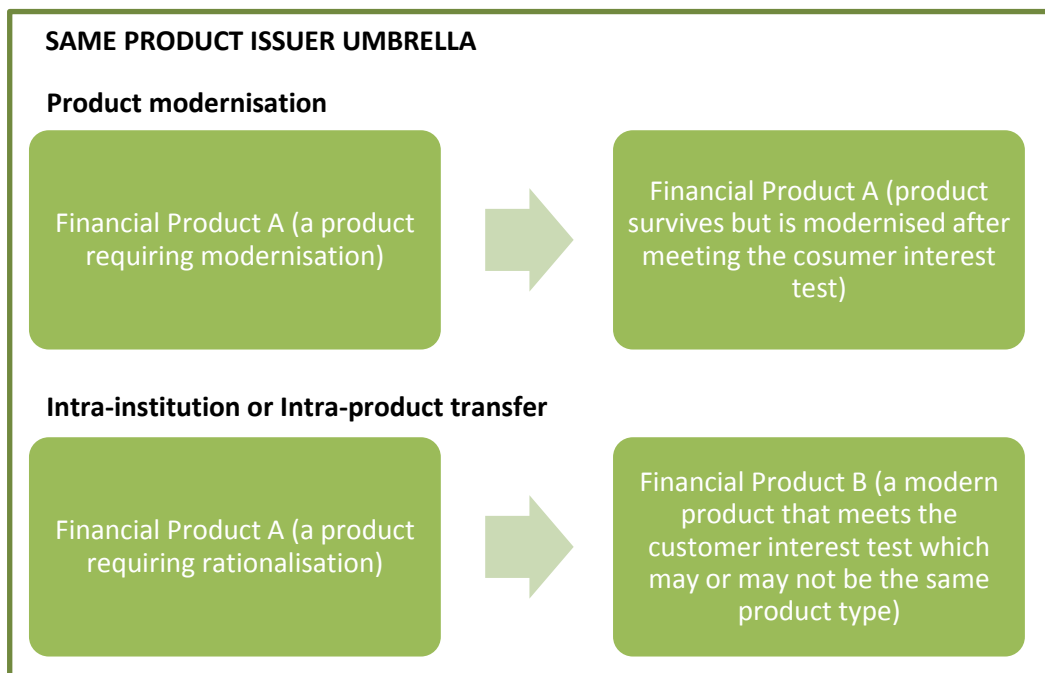 SAME PRODUCT ISSUER UMBRELLA
Product modernisation
Financial Product A (a product
requiring modernisation)
Financial Product A (product
survives but is modernised after
meeting the cosumer interest
test)
Intra-institution or Intra-product transfer
Financial Product A (a product
requiring rationalisation)
Financial Product B (a modern
product that meets the
customer interest test which
may or may not be the same
product type)